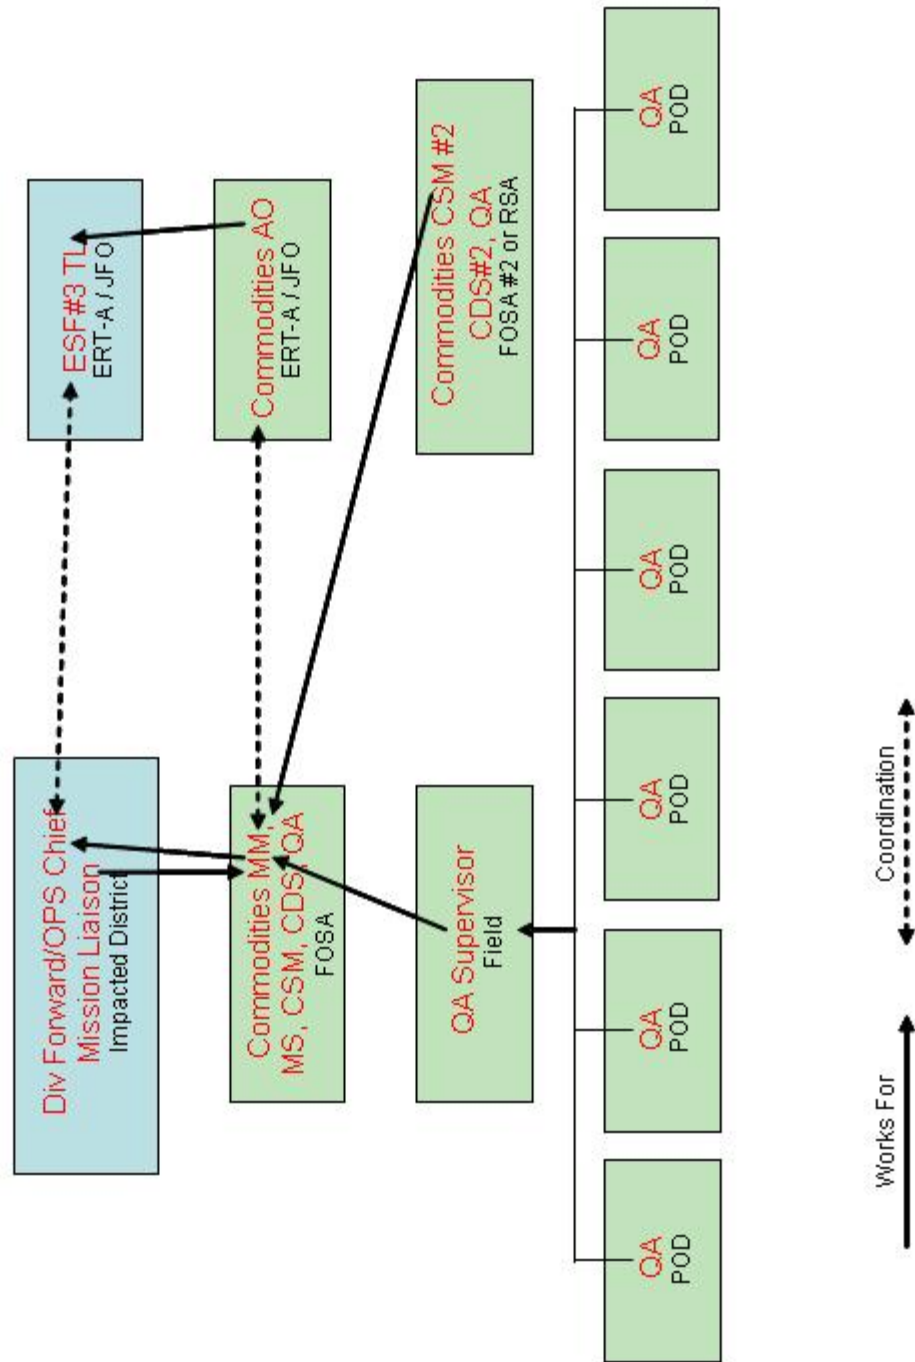 Div Forward/OPS Chief
Mission Liaison
Impacted District
ESF#3 TL
ERT-A / JFO
Commodities MM,
MS, CSM, CDS, QA
FOSA
Commodities AO
ERT-A / JFO
QA Supervisor
Field
Commodities CSM #2
CDS#2, QA
FOSA #2 or RSA
QA
POD
QA
POD
QA
POD
QA
POD
QA
POD
QA
POD
Works For
Coordination